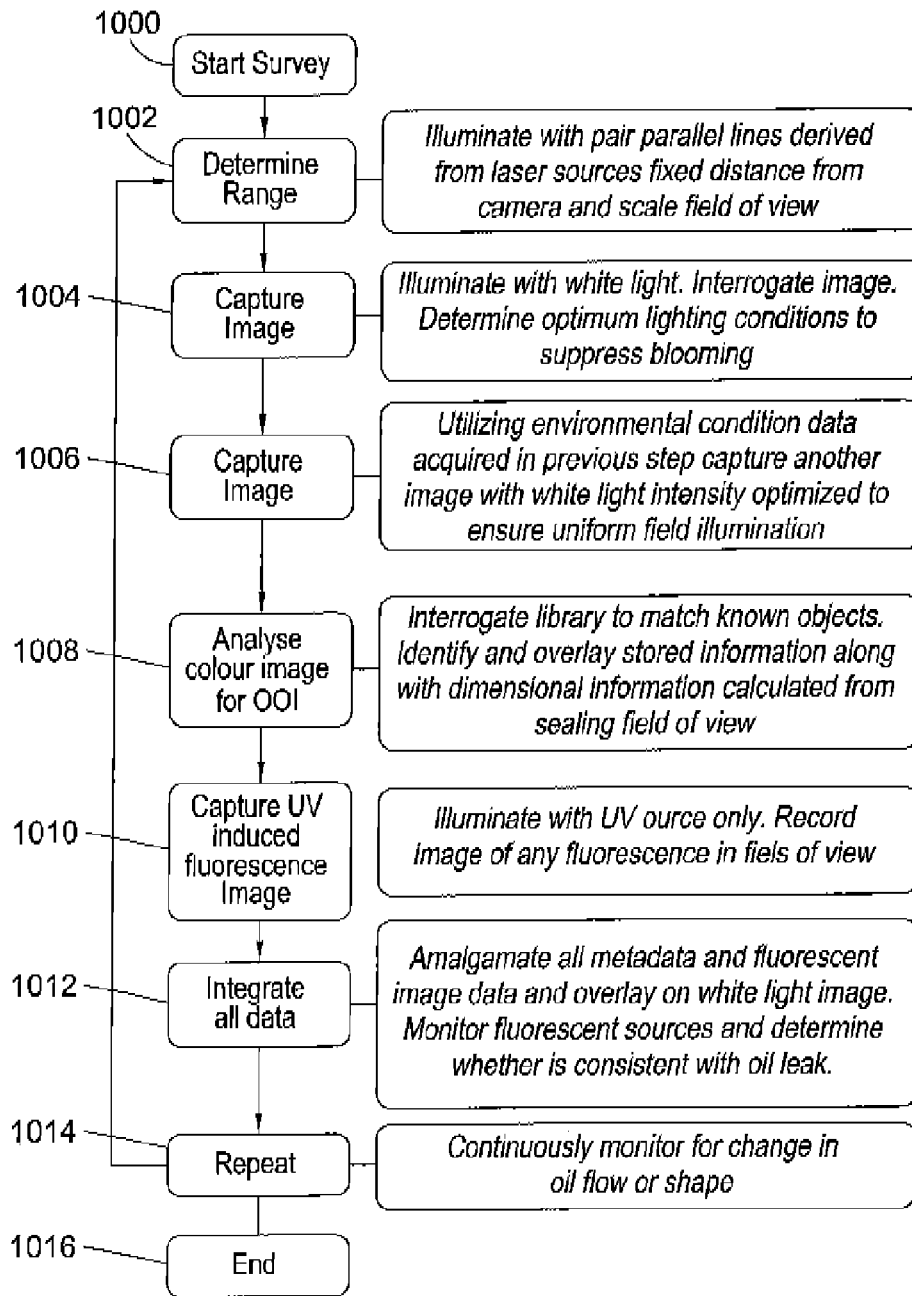 1000
Start Survey
1002
Determine
Range
Illuminate with pair parallel lines derived
from laser sources fixed distance from
camera and scale field of view
1004
Capture
Image
Illuminate with white light. Interrogate image.
Determine optimum lighting conditions to
suppress blooming
1006
Capture
Image
Utilizing environmental condition data
acquired in previous step capture another
image with white light intensity optimized to
ensure uniform field illumination
1008
Analyse
colour image
for OOI
Interrogate library to match known objects.
Identify and overlay stored information along
with dimensional information calculated from
sealing field of view
1010
Capture UV
induced
fluorescence
Image
Illuminate with UV ource only. Record
Image of any fluorescence in fiels of view
1012
Integrate
all data
Amalgamate all metadata and fluorescent
image data and overlay on white light image.
Monitor fluorescent sources and determine
whether is consistent with oil leak.
1014
Repeat
Continuously monitor for change in
oil flow or shape
1016
End